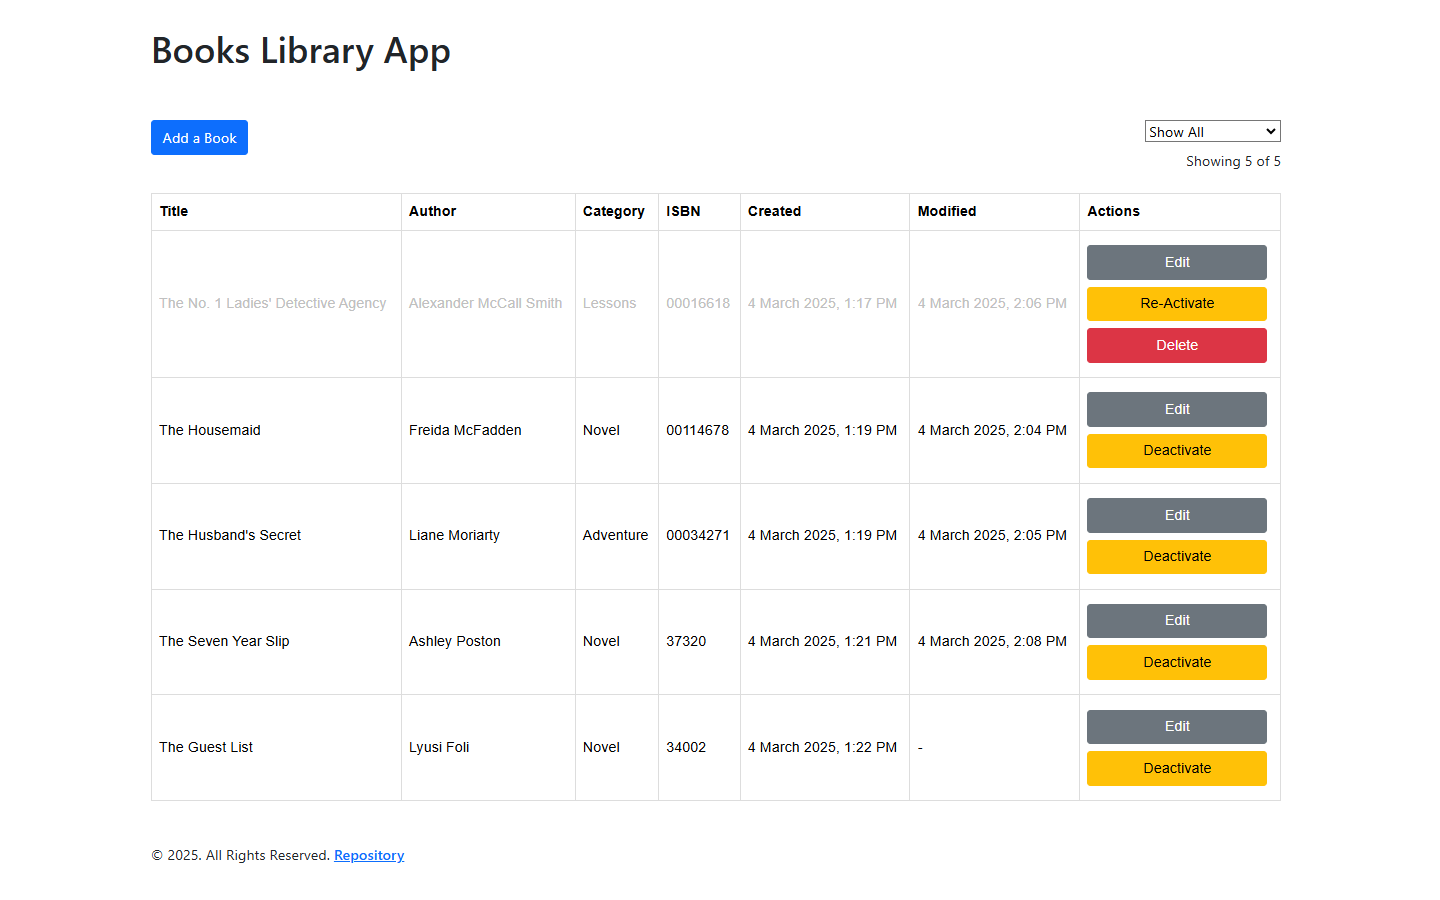 Books Library App
Add a Book
Show All
Showing 5 of 5
Title Author Category ISBN Created Modified Actions
The No. 1 Ladies' Detective Agency Alexander McCall Smith Lessons 00016618 4 March 2025, 1:17 PM 4 March 2025, 2:06 PM Edit
Re-Activate
Delete
The Housemaid Freida McFadden Novel 00114678 4 March 2025, 1:19 PM 4 March 2025, 2:04 PM Edit
Deactivate
The Husband's Secret Liane Moriarty Adventure 00034271 4 March 2025, 1:19 PM 4 March 2025, 2:05 PM Edit
Deactivate
The Seven Year Slip Ashley Poston Novel 37320 4 March 2025, 1:21 PM 4 March 2025, 2:08 PM Edit
Deactivate
The Guest List Lyusi Foli Novel 34002 4 March 2025, 1:22 PM - Edit
Deactivate
© 2025. All Rights Reserved. Repository